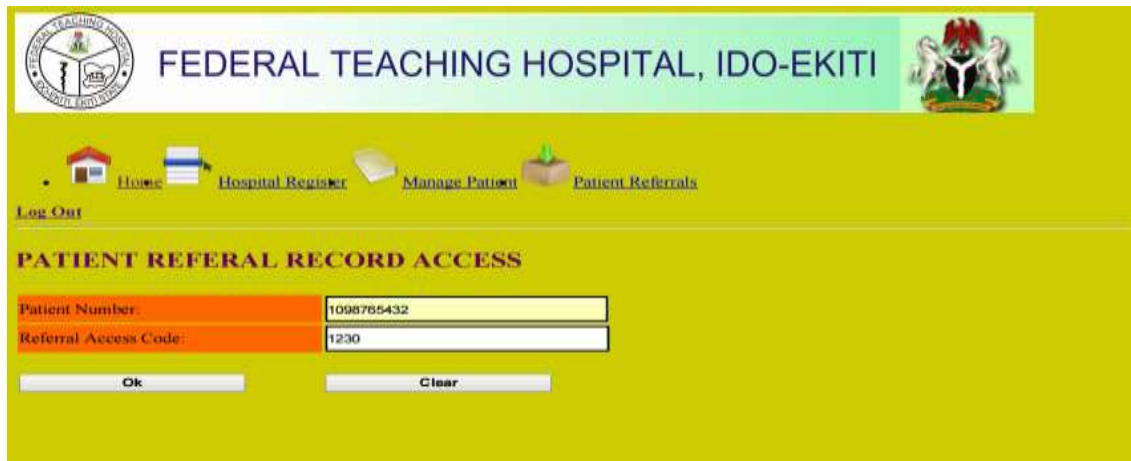 FEDERAL TEACHING HOSPITAL, IDO-EKITI
Home Hospital Register Manage Patient Patient Referrals
Log Out
PATIENT REFERAL RECORD ACCESS
Patient Number: 1098765432
Referral Access Code: 1230
Ok Clear